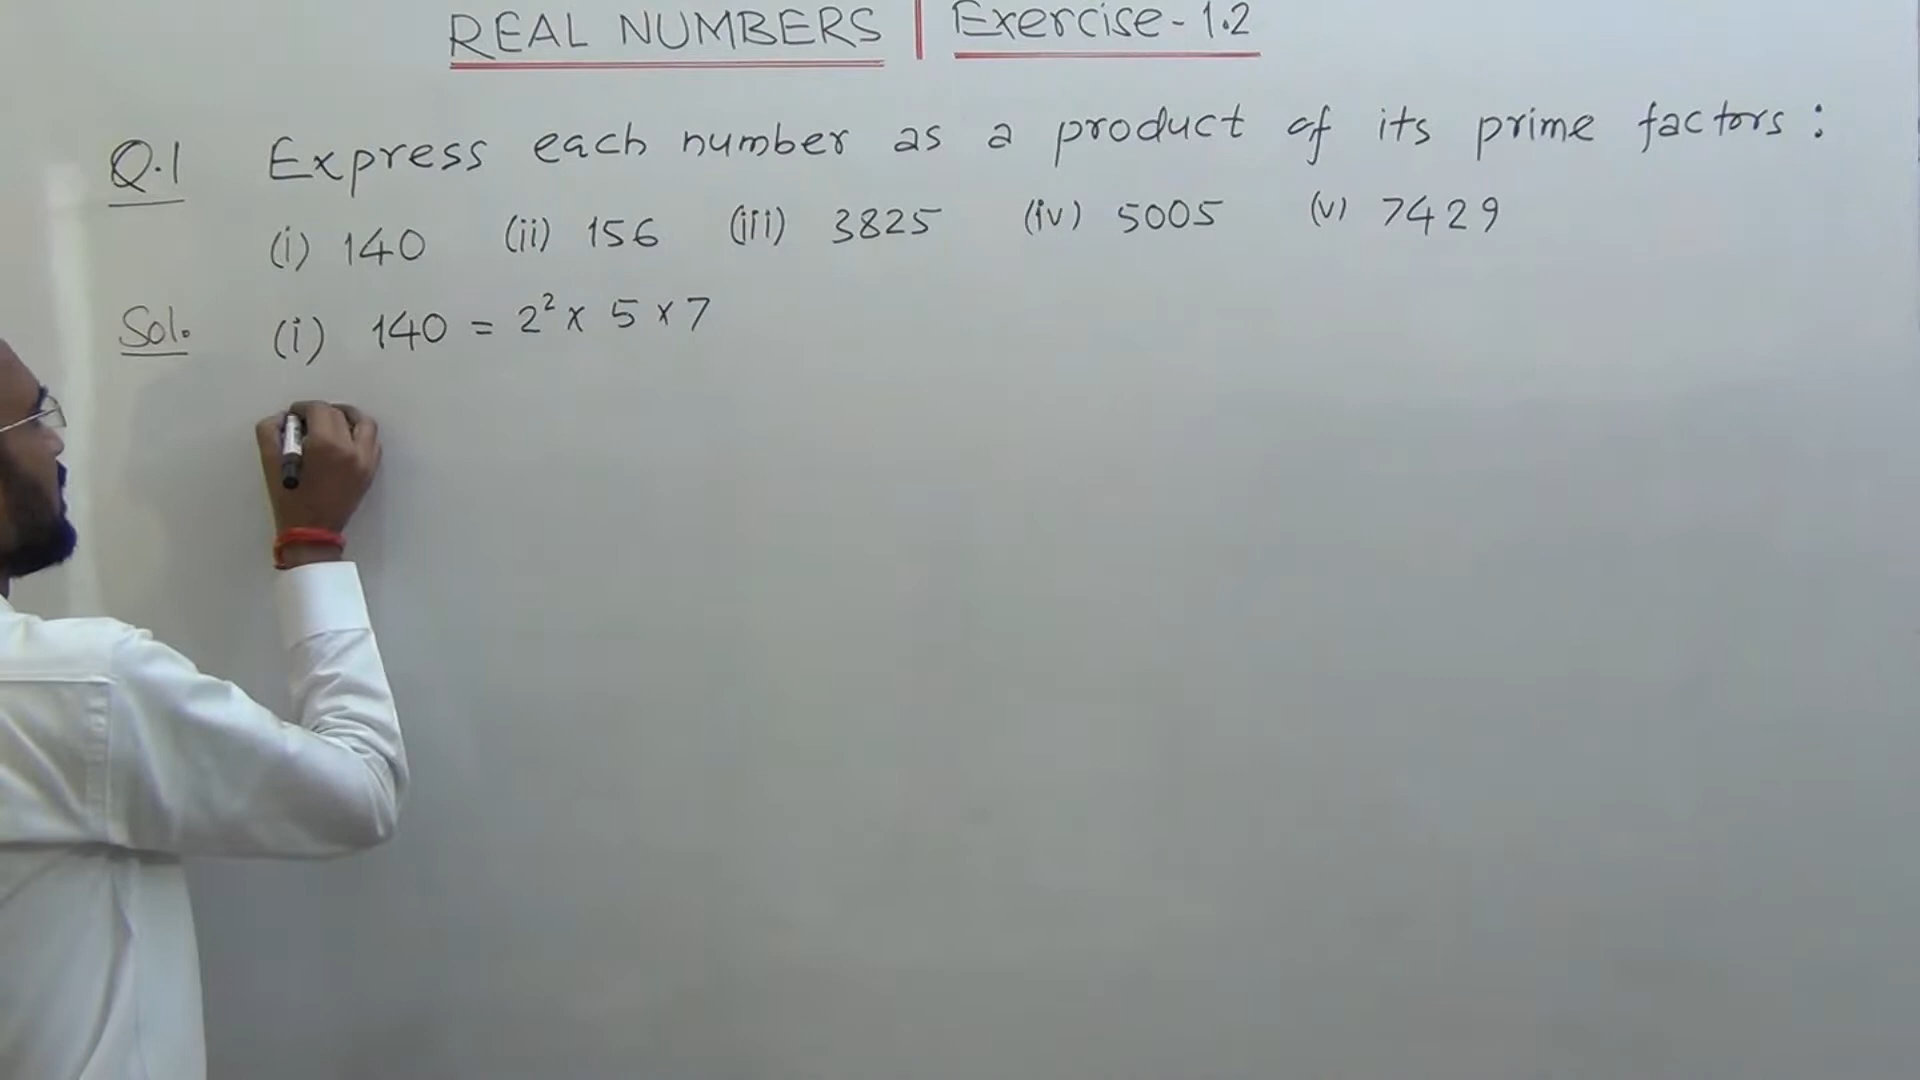 REAL NUMBERS | Exercise-1.2
Q.1 Express each number as a product of its prime factors:
(i) 140 (ii) 156 (iii) 3825 (iv) 5005 (v) 7429
Sol. (i) 140 = 2² x 5 x 7